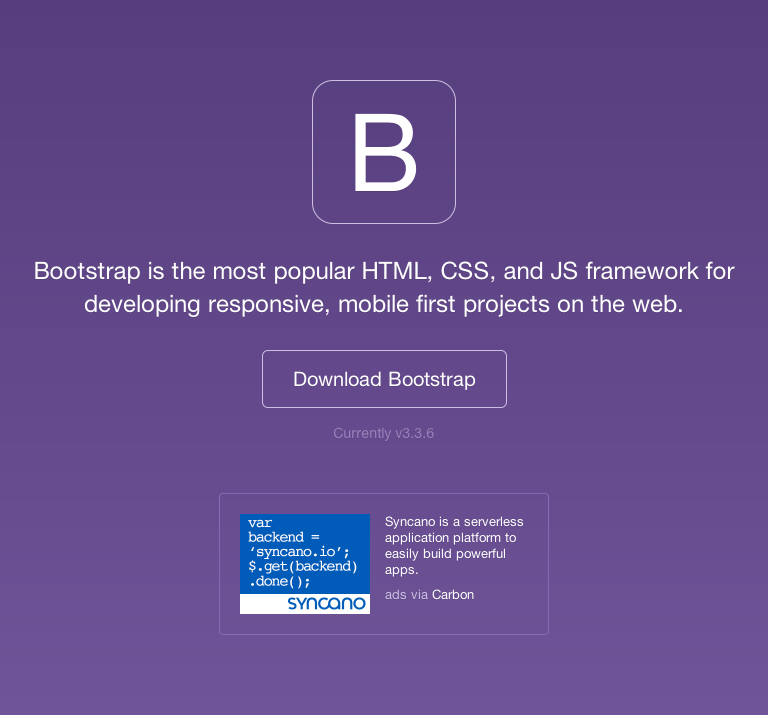 B
Bootstrap is the most popular HTML, CSS, and JS framework for
developing responsive, mobile first projects on the web.
Download Bootstrap
Currently v3.3.6
var
backend =
‘syncano.io’;
$.get(backend)
.done();
syncano
Syncano is a serverless
application platform to
easily build powerful
apps.
ads via Carbon